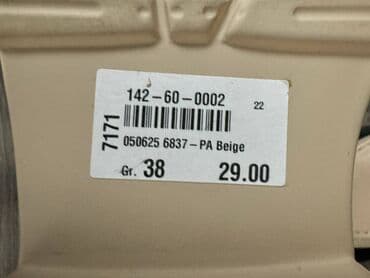 142-60-0002 22
7171
050625 6837-PA Beige
Gr. 38 29.00